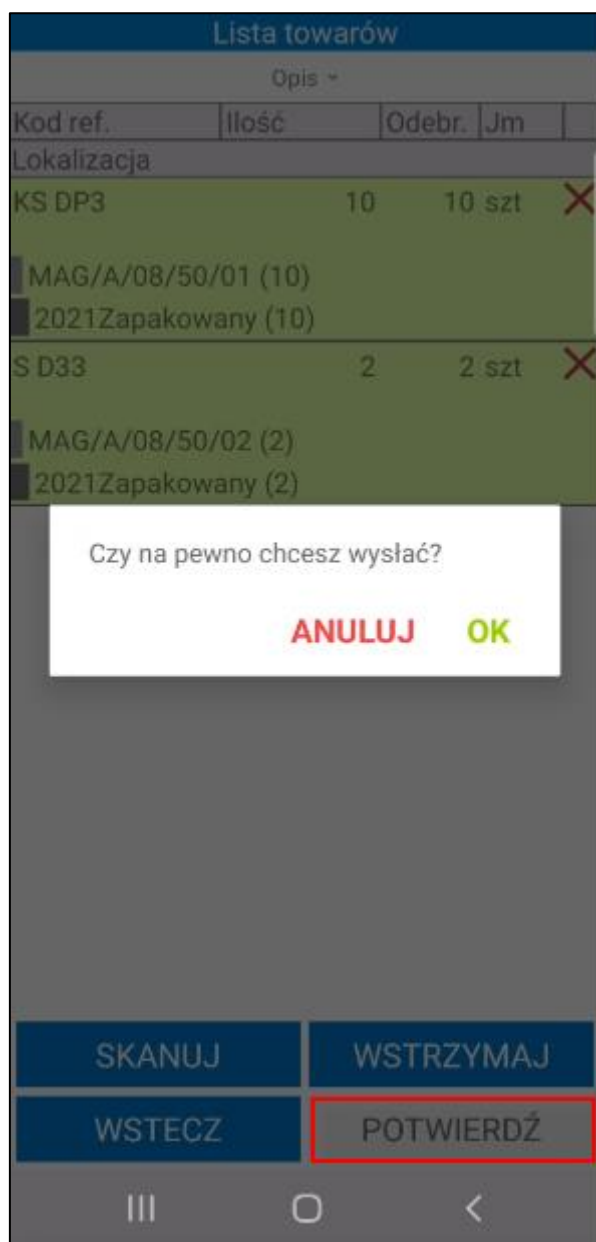 Lista towarów
Opis
Kod ref. Ilość Odebr. Jm
Lokalizacja
KS DP3 10 10 szt
MAG/A/08/50/01 (10)
2021Zapakowany (10)
S D33 2 2 szt
MAG/A/08/50/02 (2)
2021Zapakowany (2)
Czy na pewno chcesz wysłać?
ANULUJ OK
SKANUJ WSTRZYMAJ
WSTECZ POTWIERDŹ